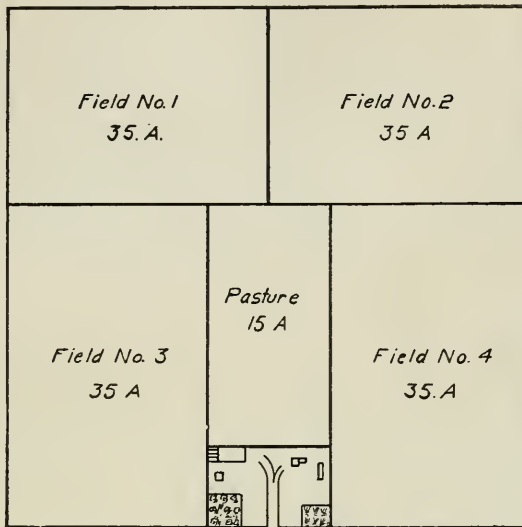 Field No. 1
35. A.
Field No. 2
35 A
Pasture
15 A
Field No. 3
35 A
Field No. 4
35. A